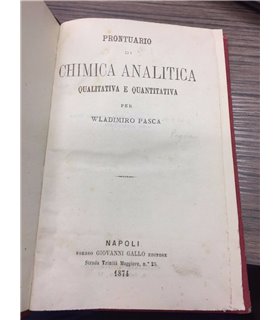 PRONTUARIO
DI
CHIMICA ANALITICA
QUALITATIVA E QUANTITATIVA
PER
WLADIMIRO PASCA
NAPOLI
PRESSO GIOVANNI GALLO EDITORE
Strada Trinità Maggiore, n.° 25.
1874